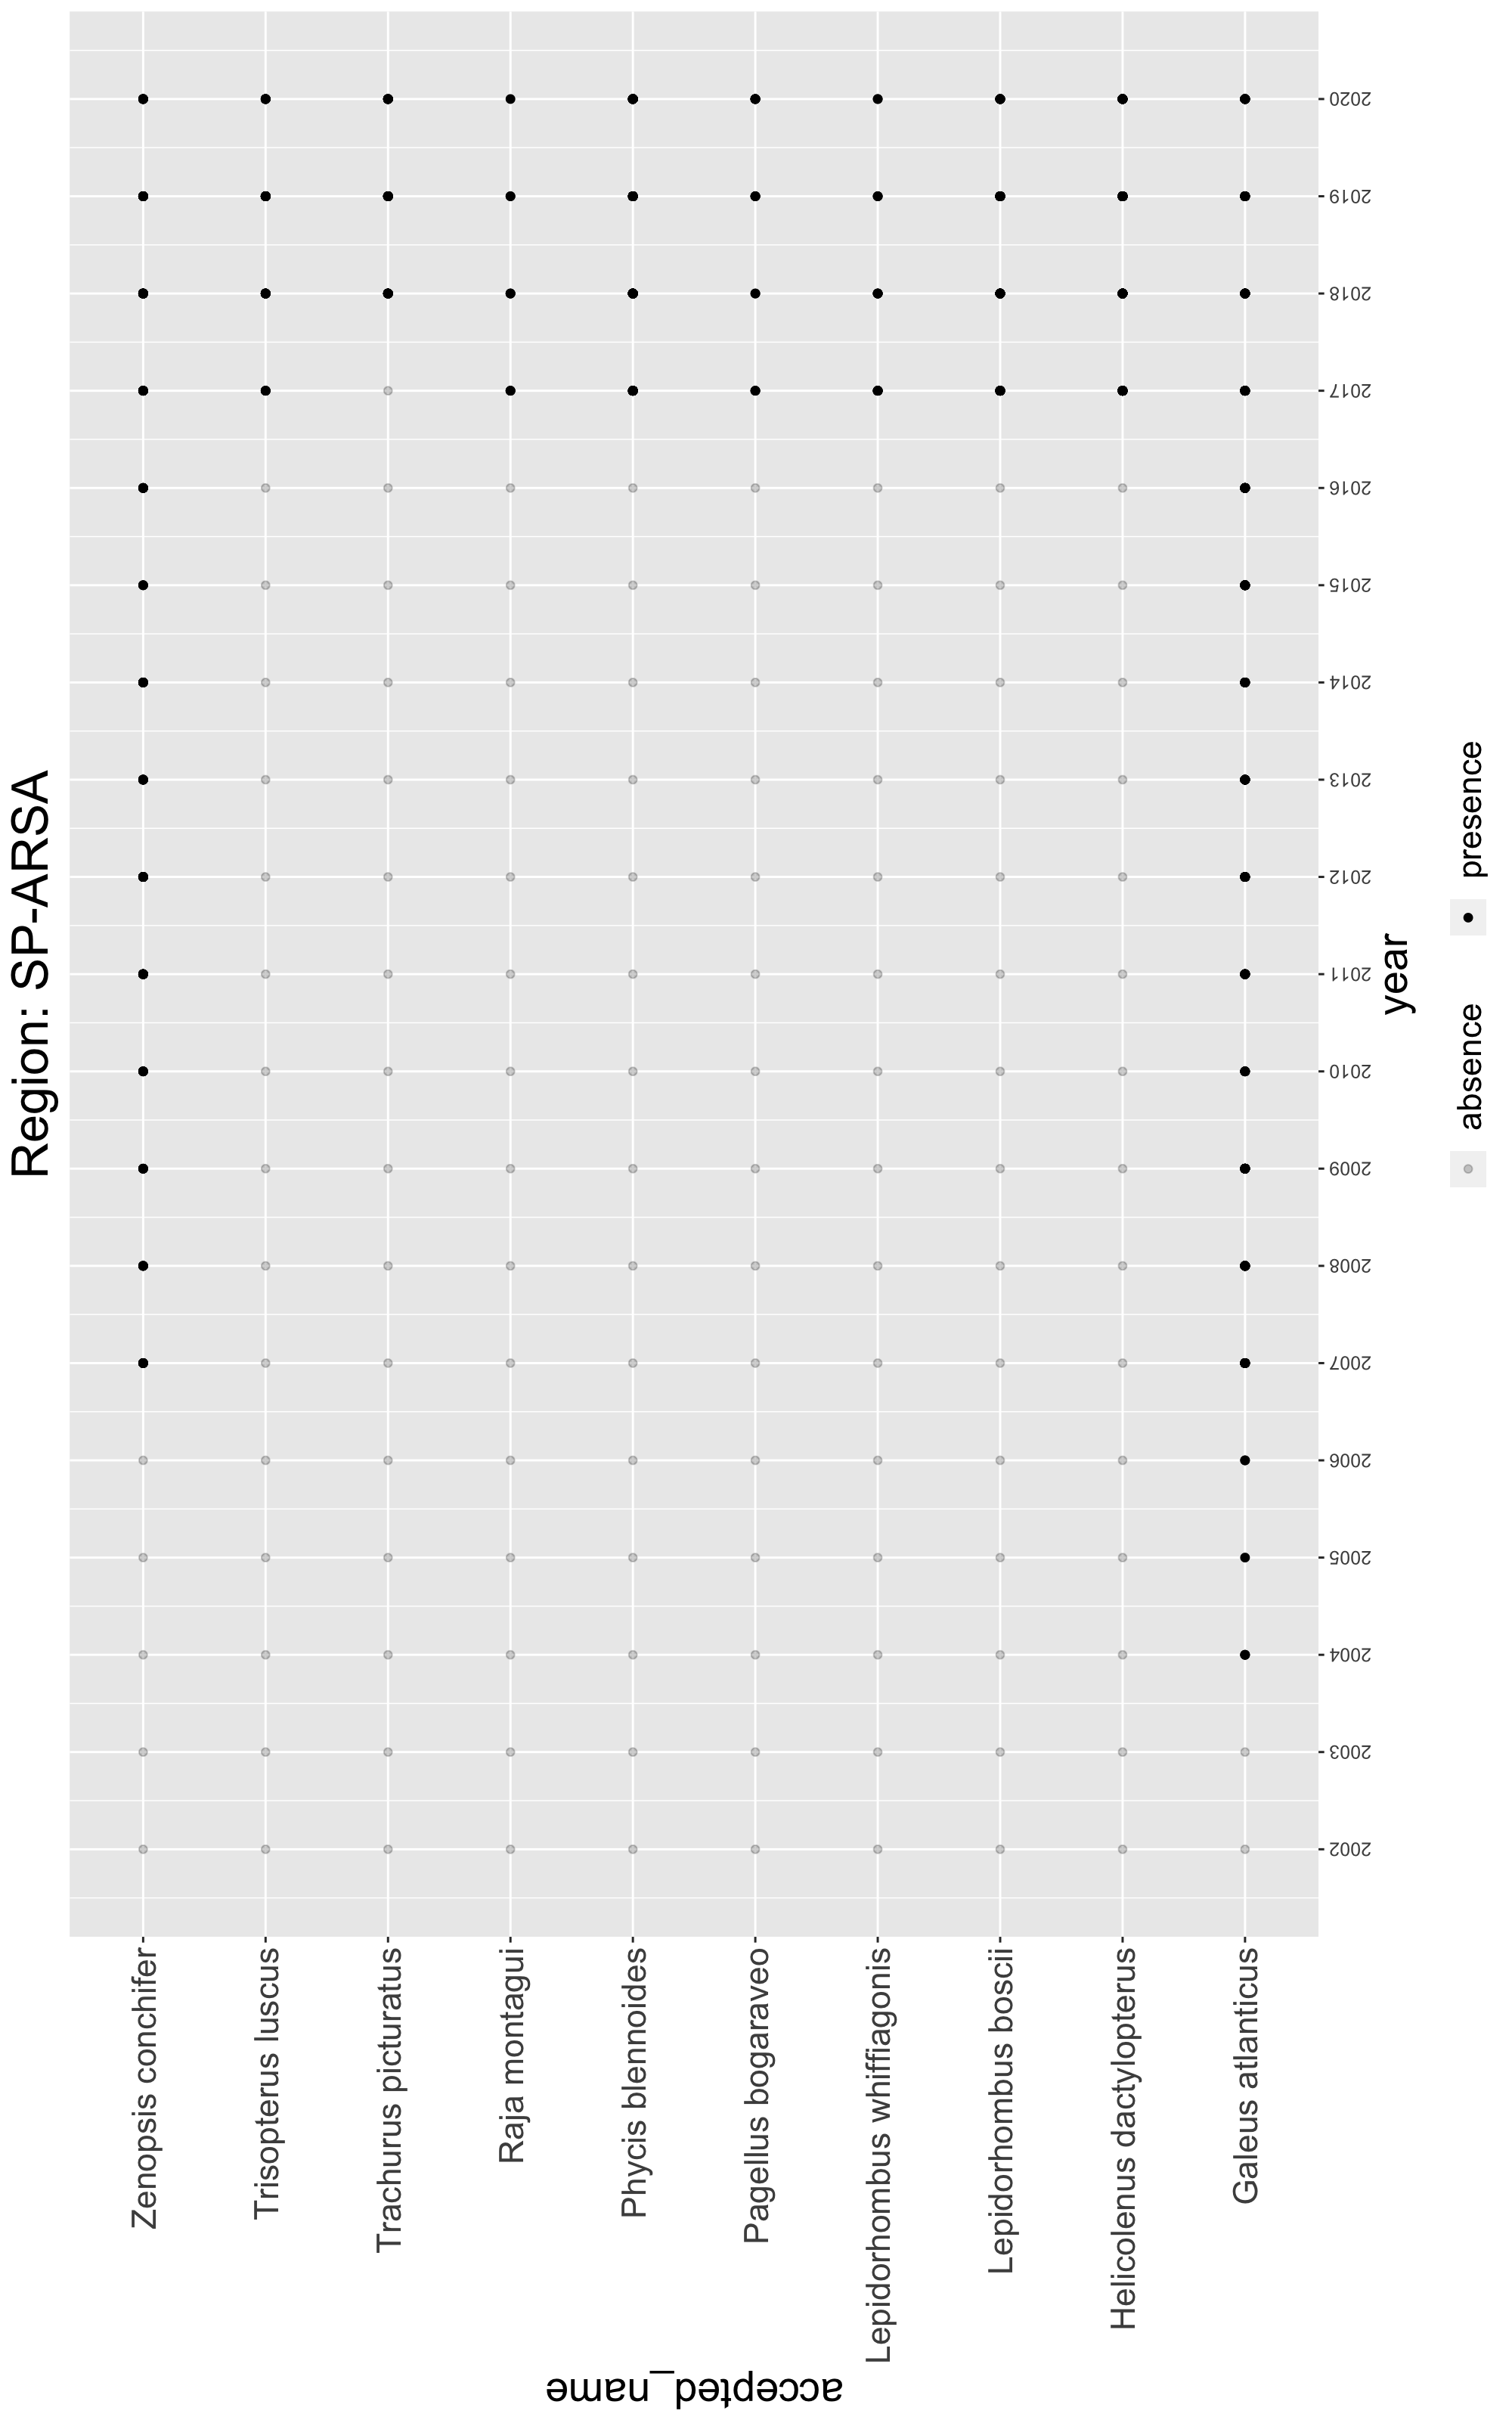 Region: SP-ARSA
accepted_name
Zenopsis conchifer
Trisopterus luscus
Trachurus picturatus
Raja montagui
Phycis blennoides
Pagellus bogaraveo
Lepidorhombus whiffiagonis
Lepidorhombus boscii
Helicolenus dactylopterus
Galeus atlanticus
2002
2003
2004
2005
2006
2007
2008
2009
2010
2011
2012
2013
2014
2015
2016
2017
2018
2019
2020
year
absence
presence